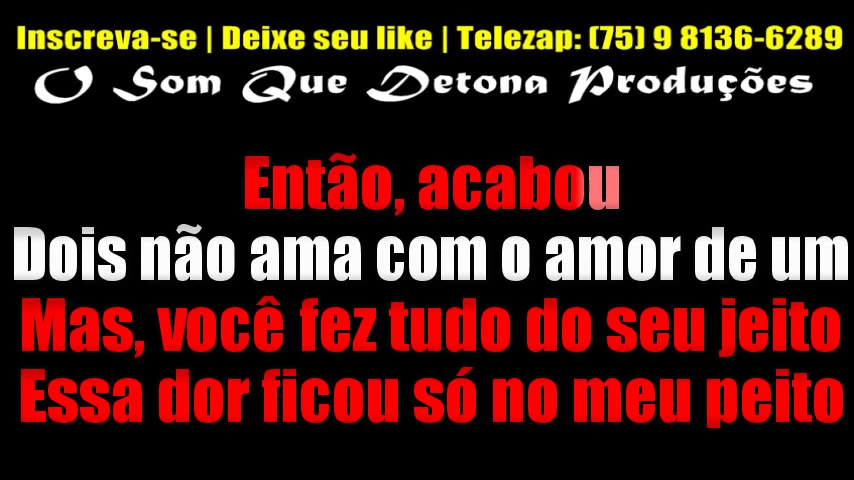 Inscreva-se | Deixe seu like | Telezap: (75) 9 8136-6289
O Som Que Detona Produções
Então, acabou
Dois não ama com o amor de um
Mas, você fez tudo do seu jeito
Essa dor ficou só no meu peito